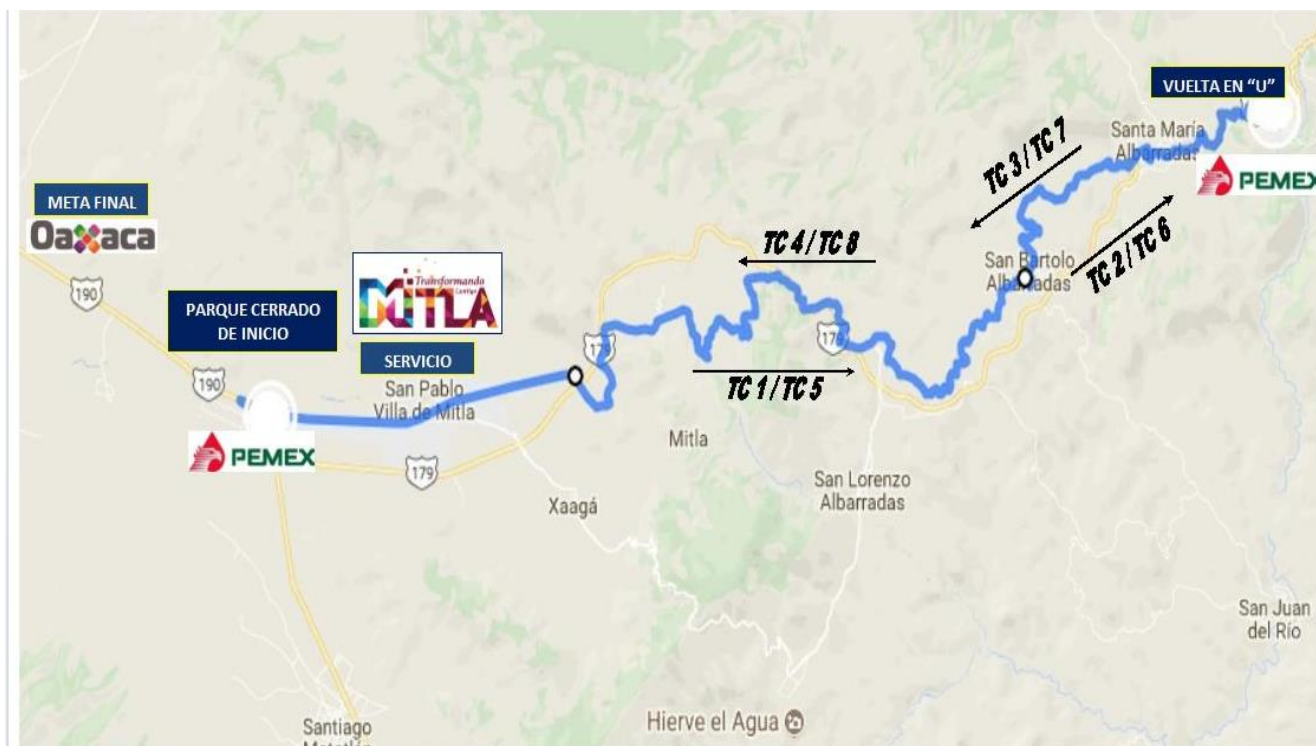 VUELTA EN “U”
Santa María
Albarradas
PEMEX
TC 3 / TC 7
META FINAL
Oaxaca
TC 4 / TC 8
San Bartolo
Albarradas
TC 2 / TC 6
190
PARQUE CERRADO
DE INICIO
Transformando
Contigo
MITLA
SERVICIO
190
San Pablo
Villa de Mitla
179
178
TC 1 / TC 5
PEMEX
179
Mitla
Xaagá
San Lorenzo
Albarradas
San Juan
del Río
Hierve el Agua
Santiago